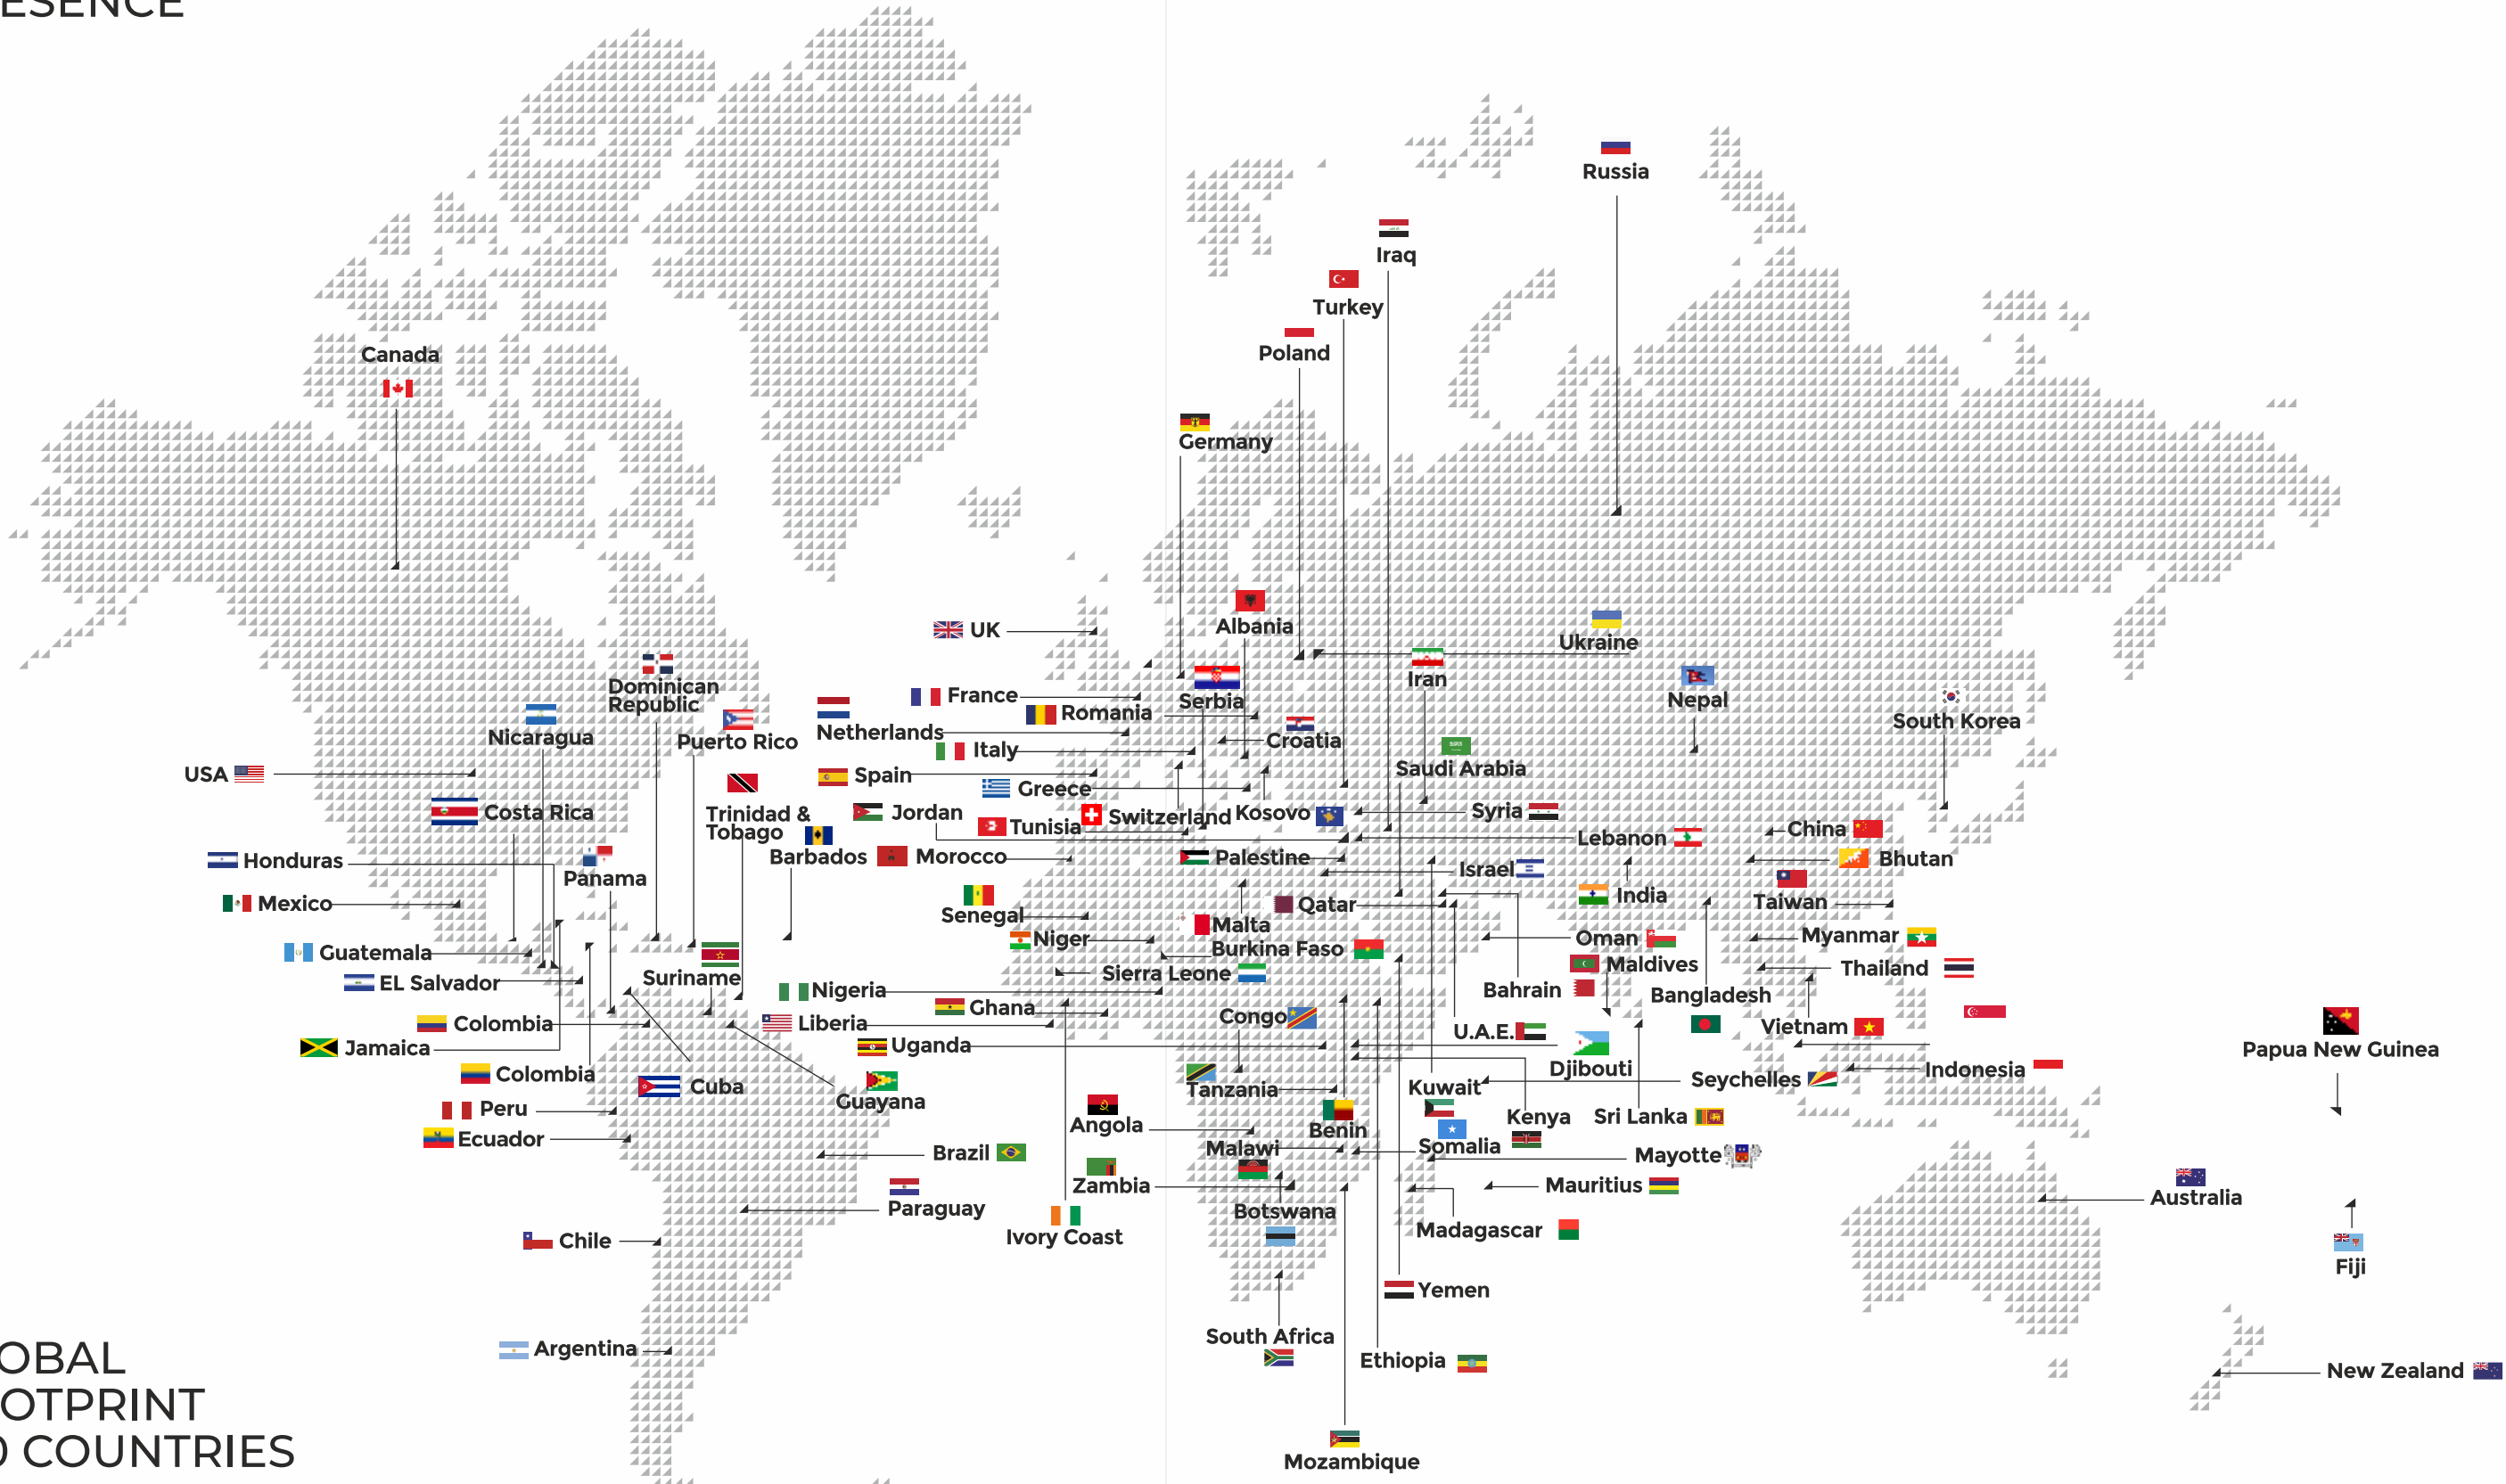 ESENCE
Russia
Iraq
Turkey
Poland
Canada
Germany
UK
Albania
Ukraine
Iran
Dominican
Republic
France
Serbia
Nepal
Romania
South Korea
Nicaragua
Puerto Rico
Netherlands
Croatia
Italy
USA
Spain
Saudi Arabia
Greece
Costa Rica
Trinidad &
Tobago
Jordan
Tunisia
Switzerland
Kosovo
Syria
Lebanon
China
Honduras
Barbados
Morocco
Palestine
Bhutan
Panama
Israel
India
Mexico
Senegal
Qatar
Taiwan
Malta
Niger
Burkina Faso
Oman
Myanmar
Guatemala
Suriname
Sierra Leone
Maldives
Thailand
EL Salvador
Nigeria
Bahrain
Bangladesh
Ghana
Congo
Colombia
Liberia
U.A.E.
Vietnam
Jamaica
Uganda
Djibouti
Papua New Guinea
Colombia
Cuba
Guayana
Tanzania
Kuwait
Seychelles
Indonesia
Peru
Angola
Benin
Kenya
Sri Lanka
Ecuador
Brazil
Malawi
Somalia
Mayotte
Zambia
Mauritius
Paraguay
Botswana
Australia
Chile
Ivory Coast
Madagascar
Fiji
Yemen
South Africa
Argentina
Ethiopia
New Zealand
Mozambique
OBAL
OTPRINT
0 COUNTRIES